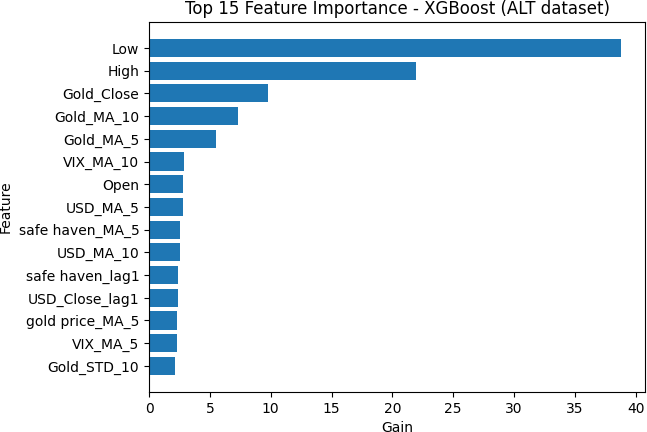 Top 15 Feature Importance - XGBoost (ALT dataset)
Low
High
Gold_Close
Gold_MA_10
Gold_MA_5
VIX_MA_10
Open
USD_MA_5
safe haven_MA_5
USD_MA_10
safe haven_lag1
USD_Close_lag1
gold price_MA_5
VIX_MA_5
Gold_STD_10
Feature
0 5 10 15 20 25 30 35 40
Gain